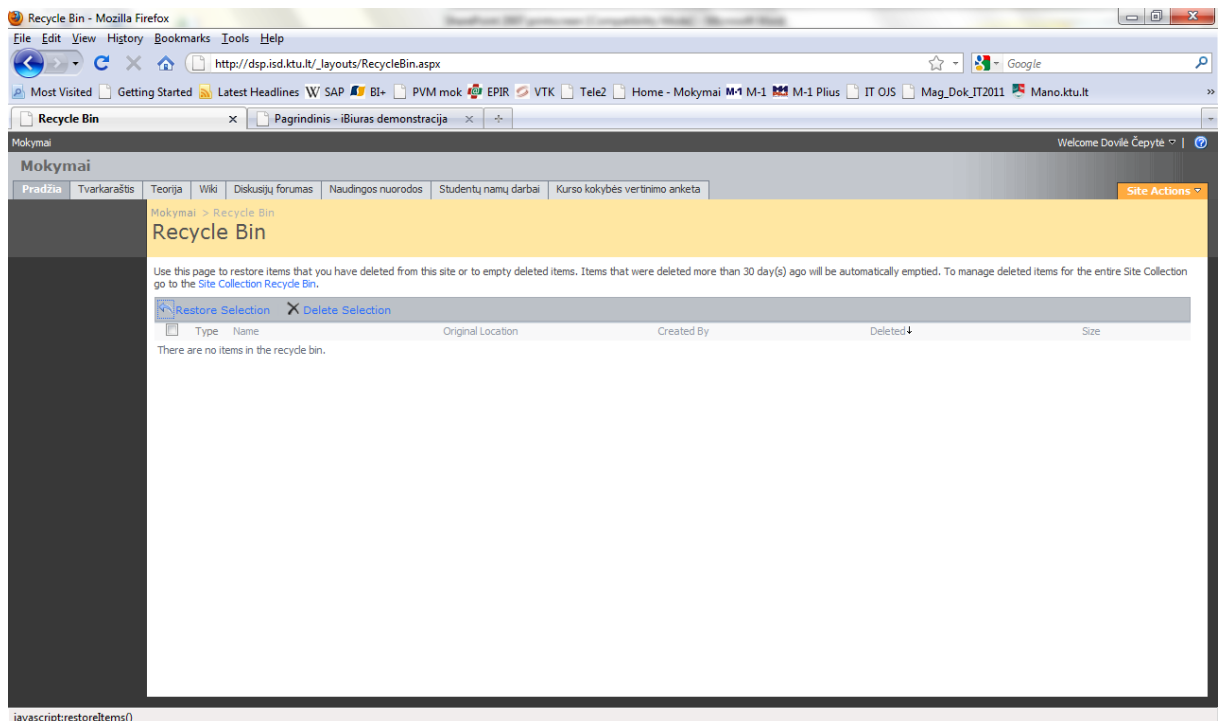 Recycle Bin - Mozilla Firefox
File Edit View History Bookmarks Tools Help
http://dsp.isd.ktu.lt/_layouts/RecycleBin.aspx Google
Most Visited Getting Started Latest Headlines W SAP BI+ PVM mok EPIR VTK Tele2 Home - Mokymai M-1 M-1 M-1 Plius IT OJS Mag_Dok_IT2011 Mano.ktu.lt »
Recycle Bin Pagrindinis - iBiuras demonstracija
Mokymai Welcome Dovilė Čepytė
Mokymai
Pradžia Tvarkaraštis Teorija Wiki Diskusijų forumas Naudingos nuorodos Studentų namų darbai Kurso kokybės vertinimo anketa Site Actions
Mokymai > Recycle Bin
Recycle Bin
Use this page to restore items that you have deleted from this site or to empty deleted items. Items that were deleted more than 30 day(s) ago will be automatically emptied. To manage deleted items for the entire Site Collection
go to the Site Collection Recycle Bin.
Restore Selection Delete Selection
Type Name Original Location Created By Deleted Size
There are no items in the recycle bin.
javascript:restoreItems()